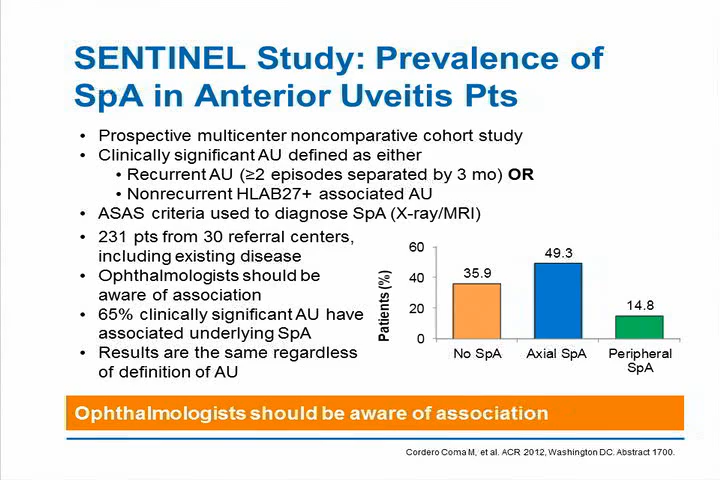 SENTINEL Study: Prevalence of
SpA in Anterior Uveitis Pts
• Prospective multicenter noncomparative cohort study
• Clinically significant AU defined as either
• Recurrent AU (≥2 episodes separated by 3 mo) OR
• Nonrecurrent HLAB27+ associated AU
• ASAS criteria used to diagnose SpA (X-ray/MRI)
• 231 pts from 30 referral centers,
including existing disease
• Ophthalmologists should be
aware of association
• 65% clinically significant AU have
associated underlying SpA
• Results are the same regardless
of definition of AU
Patients (%)
60
40
20
0
35.9
49.3
14.8
No SpA
Axial SpA
Peripheral
SpA
Ophthalmologists should be aware of association
Cordero Coma M, et al. ACR 2012, Washington DC. Abstract 1700.